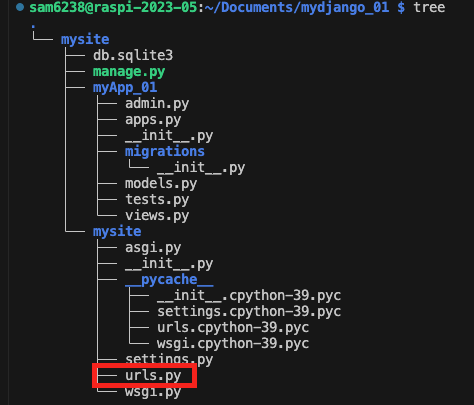 sam6238@raspi-2023-05:~/Documents/mydjango_01 $ tree
.
└── mysite
    ├── db.sqlite3
    ├── manage.py
    ├── myApp_01
    │   ├── admin.py
    │   ├── apps.py
    │   ├── __init__.py
    │   ├── migrations
    │   │   └── __init__.py
    │   ├── models.py
    │   ├── tests.py
    │   └── views.py
    └── mysite
        ├── asgi.py
        ├── __init__.py
        ├── __pycache__
        │   ├── __init__.cpython-39.pyc
        │   ├── settings.cpython-39.pyc
        │   ├── urls.cpython-39.pyc
        │   └── wsgi.cpython-39.pyc
        ├── settings.py
        ├── urls.py
        └── wsgi.py